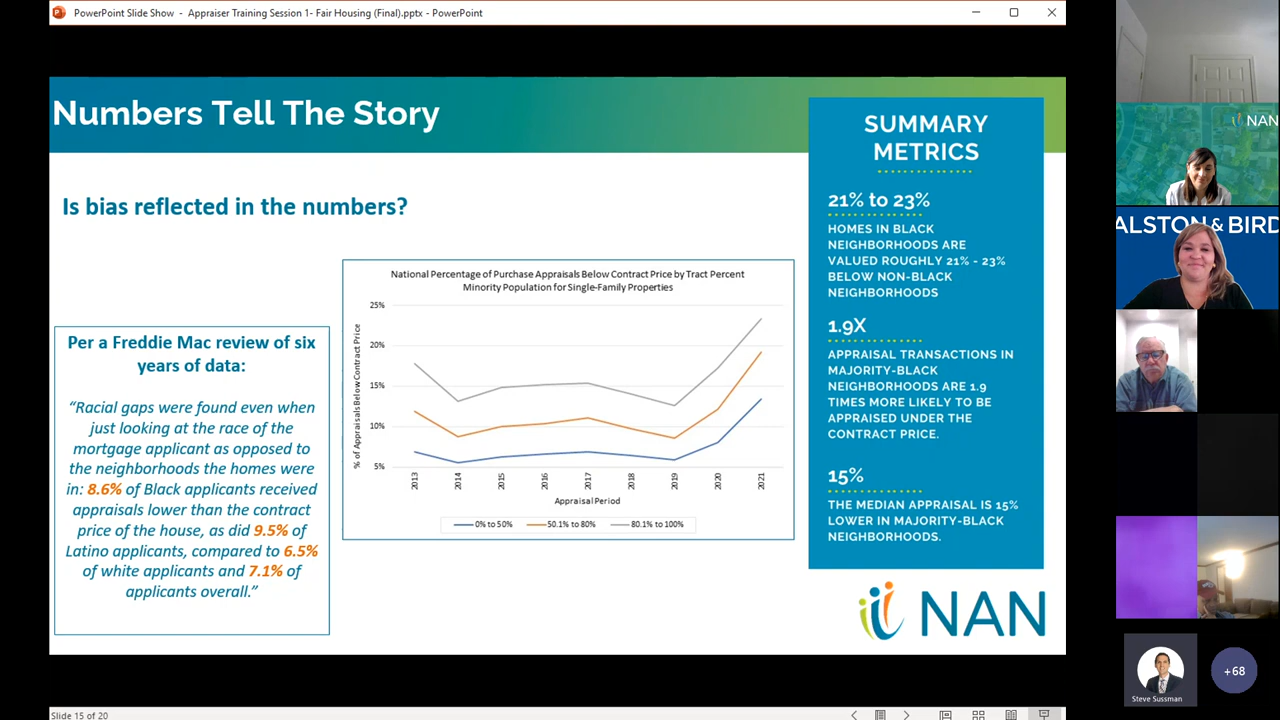 PowerPoint Slide Show - Appraiser Training Session 1- Fair Housing (Final).pptx - PowerPoint
Numbers Tell The Story
Is bias reflected in the numbers?
Per a Freddie Mac review of six
years of data:
“Racial gaps were found even when
just looking at the race of the
mortgage applicant as opposed to
the neighborhoods the homes were
in: 8.6% of Black applicants received
appraisals lower than the contract
price of the house, as did 9.5% of
Latino applicants, compared to 6.5%
of white applicants and 7.1% of
applicants overall.”
National Percentage of Purchase Appraisals Below Contract Price by Tract Percent
Minority Population for Single-Family Properties
% of Appraisals Below Contract Price
25%
20%
15%
10%
5%
2013 2014 2015 2016 2017 2018 2019 2020 2021
Appraisal Period
0% to 50% 50.1% to 80% 80.1% to 100%
SUMMARY
METRICS
21% to 23%
HOMES IN BLACK
NEIGHBORHOODS ARE
VALUED ROUGHLY 21% - 23%
BELOW NON-BLACK
NEIGHBORHOODS
1.9X
APPRAISAL TRANSACTIONS IN
MAJORITY-BLACK
NEIGHBORHOODS ARE 1.9
TIMES MORE LIKELY TO BE
APPRAISED UNDER THE
CONTRACT PRICE.
15%
THE MEDIAN APPRAISAL IS 15%
LOWER IN MAJORITY-BLACK
NEIGHBORHOODS.
NAN
Slide 15 of 20
NAN
ALSTON & BIRD
Steve Sussman
+68